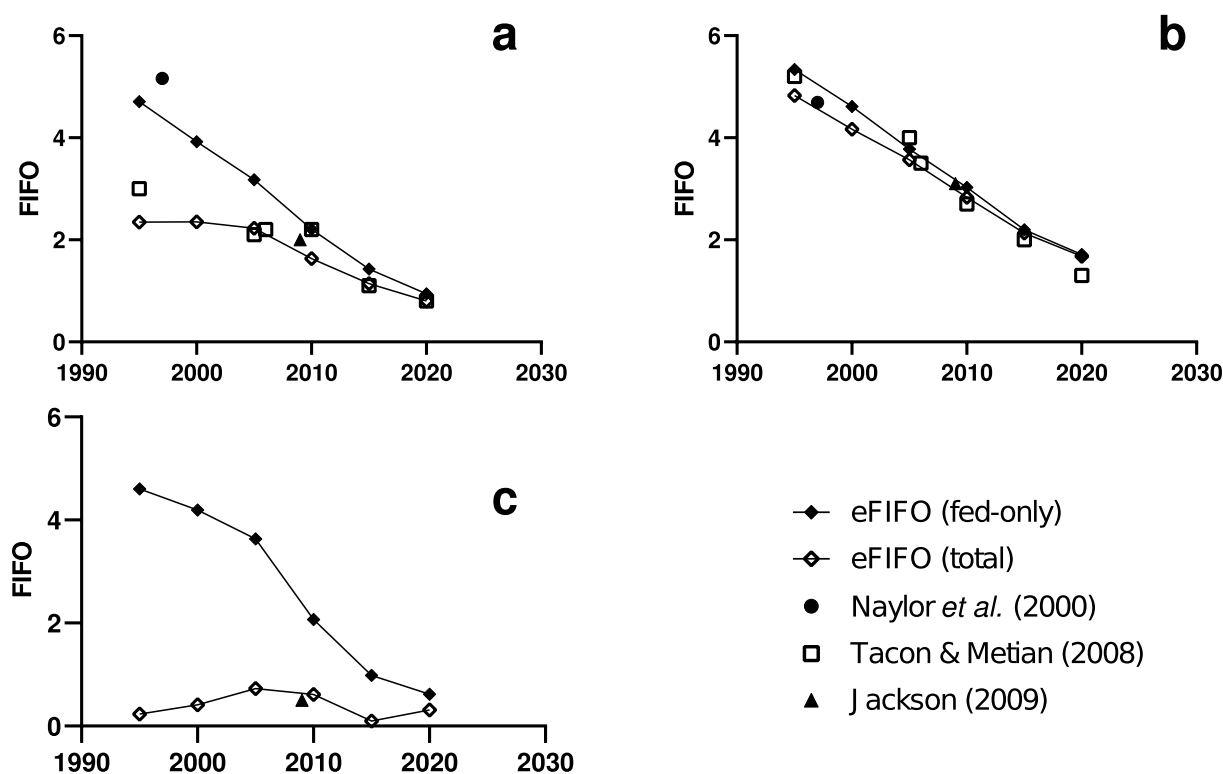 a
6
4
2
0
FIFO
1990 2000 2010 2020 2030
b
6
4
2
0
FIFO
1990 2000 2010 2020 2030
c
6
4
2
0
FIFO
1990 2000 2010 2020 2030
eFIFO (fed-only)
eFIFO (total)
Naylor et al. (2000)
Tacon & Metian (2008)
Jackson (2009)